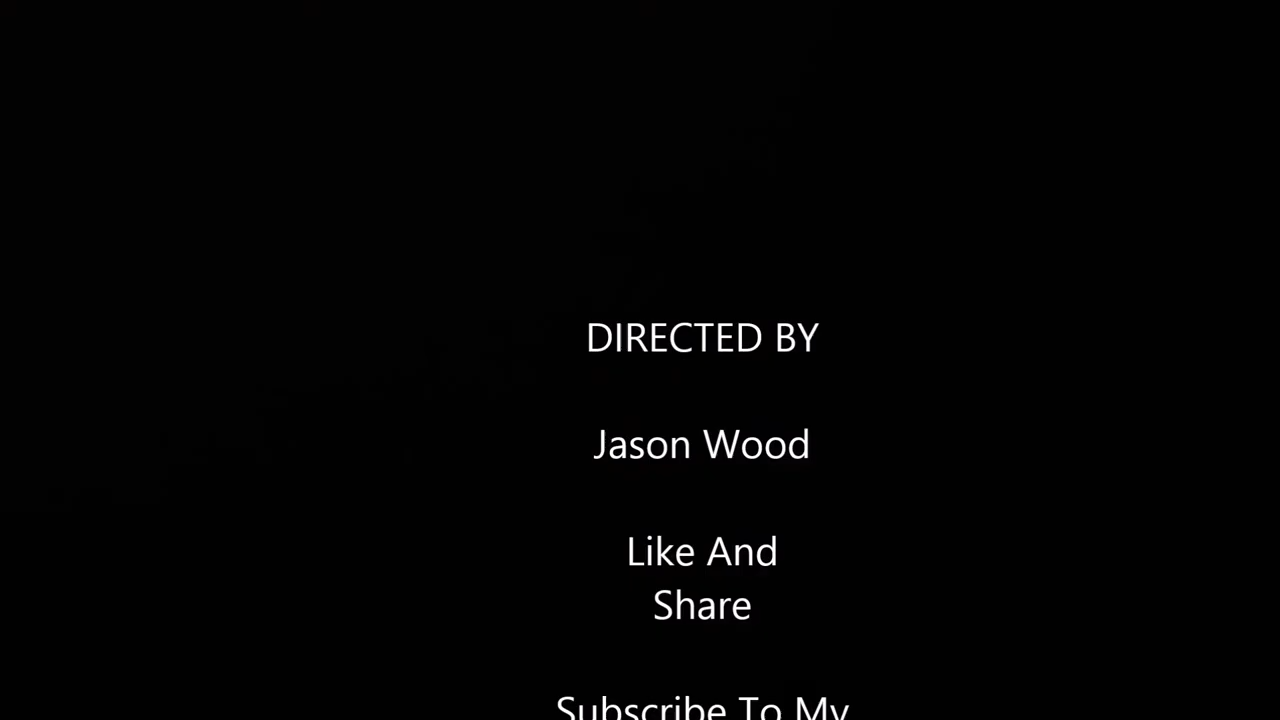 DIRECTED BY
Jason Wood
Like And
Share
Subscribe To My